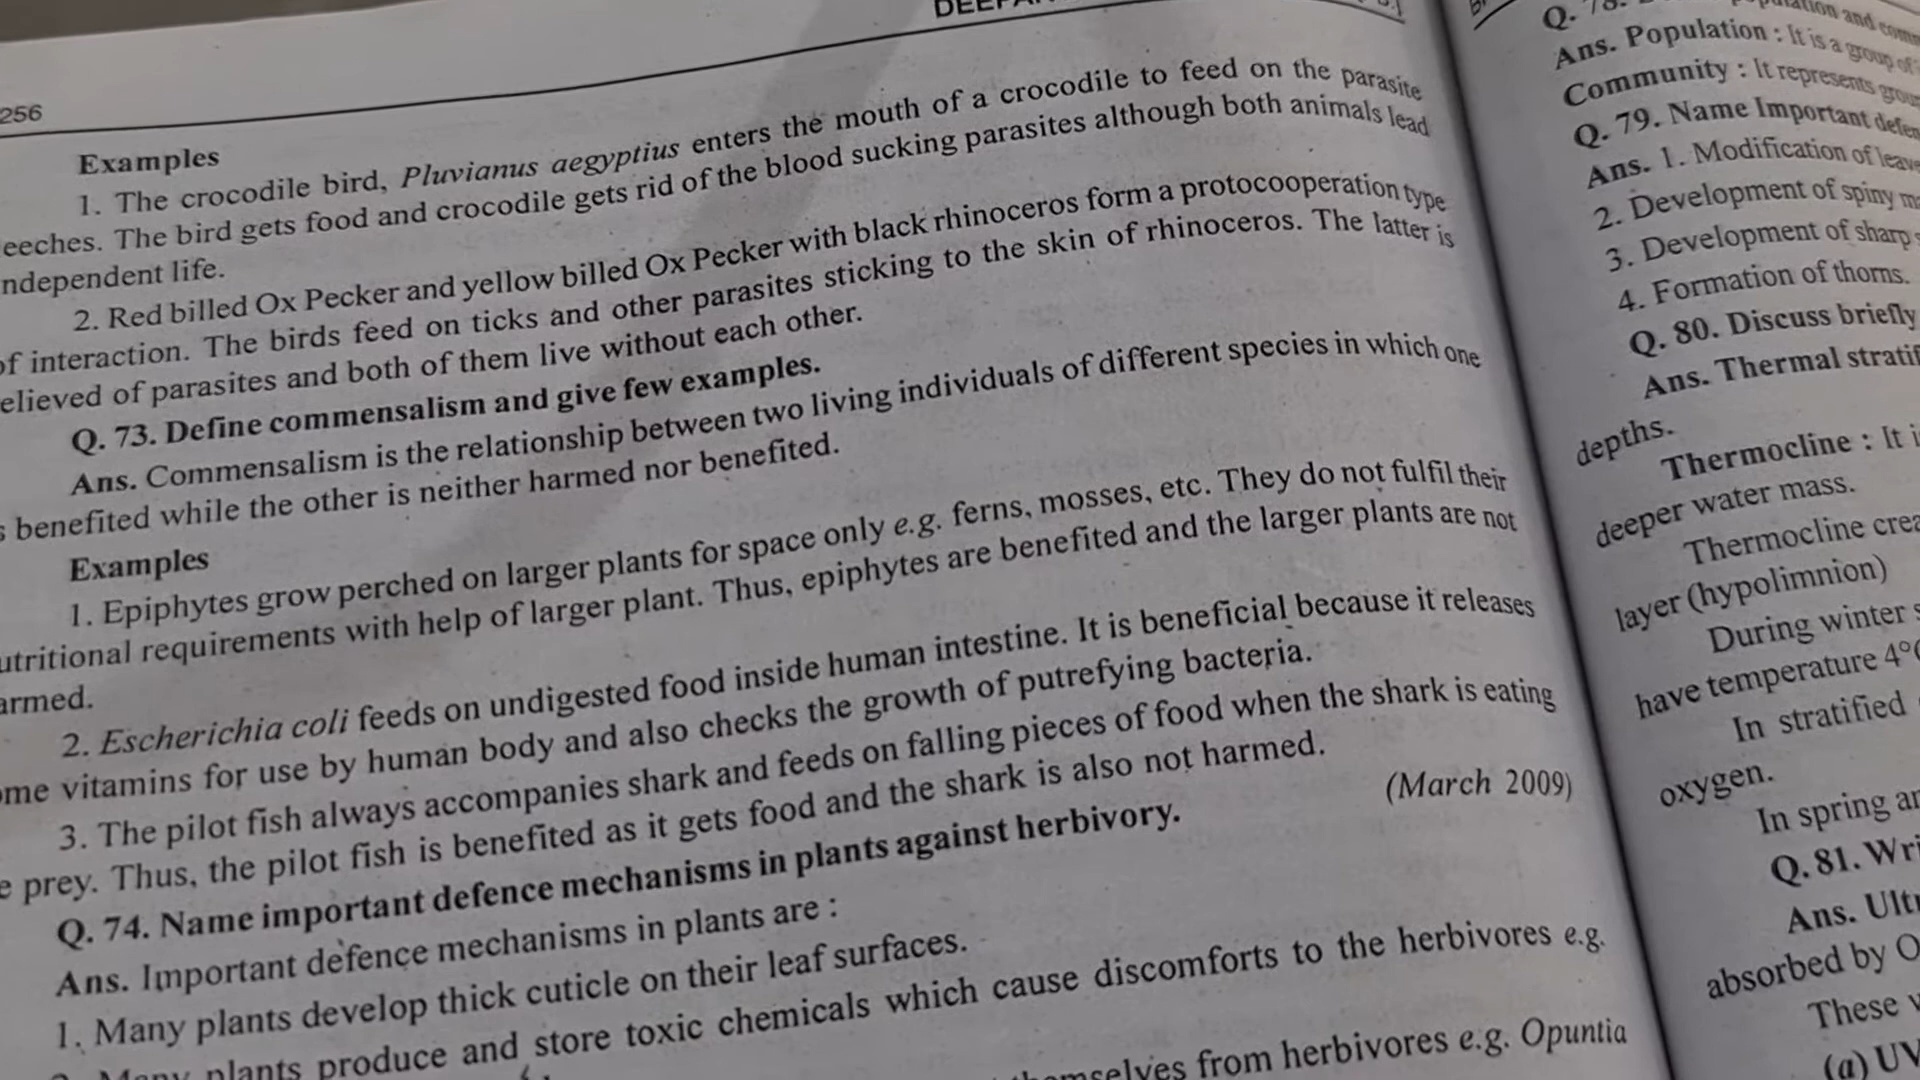 256
Examples
1. The crocodile bird, Pluvianus aegyptius enters the mouth of a crocodile to feed on the parasite
eeches. The bird gets food and crocodile gets rid of the blood sucking parasites although both animals lead
ndependent life.
2. Red billed Ox Pecker and yellow billed Ox Pecker with black rhinoceros form a protocooperation type
of interaction. The birds feed on ticks and other parasites sticking to the skin of rhinoceros. The latter is
elieved of parasites and both of them live without each other.
Q. 73. Define commensalism and give few examples.
Ans. Commensalism is the relationship between two living individuals of different species in which one
s benefited while the other is neither harmed nor benefited.
Examples
1. Epiphytes grow perched on larger plants for space only e.g. ferns, mosses, etc. They do not fulfil their
utritional requirements with help of larger plant. Thus, epiphytes are benefited and the larger plants are not
armed.
2. Escherichia coli feeds on undigested food inside human intestine. It is beneficial because it releases
ome vitamins for use by human body and also checks the growth of putrefying bacteria.
3. The pilot fish always accompanies shark and feeds on falling pieces of food when the shark is eating
e prey. Thus, the pilot fish is benefited as it gets food and the shark is also not harmed.
(March 2009)
Q. 74. Name important defence mechanisms in plants against herbivory.
Ans. Important defence mechanisms in plants are :
1. Many plants develop thick cuticle on their leaf surfaces.
Many plants produce and store toxic chemicals which cause discomforts to the herbivores e.g.
themselves from herbivores e.g. Opuntia
Ans. Population : It is a group of
Community : It represents
Q. 79. Name Important
Ans. 1. Modification of
2. Development of spiny
3. Development of sharp
4. Formation of thorns.
Q. 80. Discuss briefly
Ans. Thermal
depths.
Thermocline : It
deeper water mass.
Thermocline
layer (hypolimnion)
During winter
have temperature 4°
In stratified
oxygen.
In spring
Q. 81.
Ans.
absorbed by
These
(a) UV